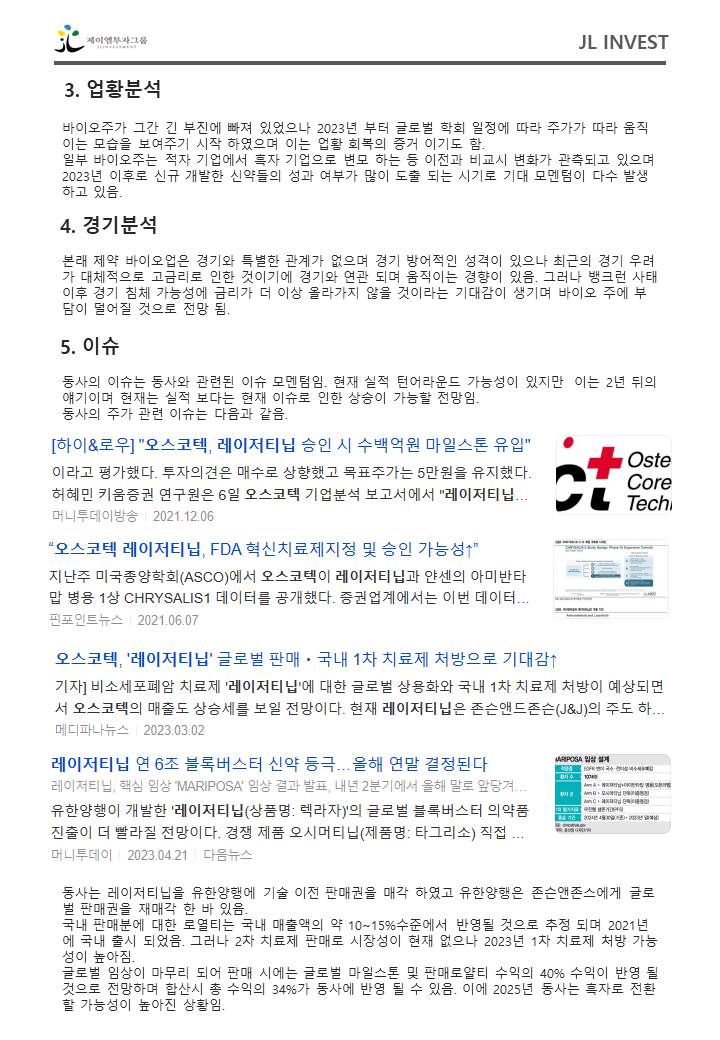 제이엘투자그룹
JL INVESTMENT
JL INVEST
3. 업황분석
바이오주가 그간 긴 부진에 빠져 있었으나 2023년 부터 글로벌 학회 일정에 따라 주가가 따라 움직
이는 모습을 보여주기 시작 하였으며 이는 업황 회복의 증거 이기도 함.
일부 바이오주는 적자 기업에서 흑자 기업으로 변모 하는 등 이전과 비교시 변화가 관측되고 있으며
2023년 이후로 신규 개발한 신약들의 성과 여부가 많이 도출 되는 시기로 기대 모멘텀이 다수 발생
하고 있음.
4. 경기분석
본래 제약 바이오업은 경기와 특별한 관계가 없으며 경기 방어적인 성격이 있으나 최근의 경기 우려
가 대체적으로 고금리로 인한 것이기에 경기와 연관 되며 움직이는 경향이 있음. 그러나 뱅크런 사태
이후 경기 침체 가능성에 금리가 더 이상 올라가지 않을 것이라는 기대감이 생기며 바이오 주에 부
담이 덜어질 것으로 전망 됨.
5. 이슈
동사의 이슈는 동사와 관련된 이슈 모멘텀임. 현재 실적 턴어라운드 가능성이 있지만 이는 2년 뒤의
얘기이며 현재는 실적 보다는 현재 이슈로 인한 상승이 가능할 전망임.
동사의 주가 관련 이슈는 다음과 같음.
[하이&로우] "오스코텍, 레이저티닙 승인 시 수백억원 마일스톤 유입"
이라고 평가했다. 투자의견은 매수로 상향했고 목표주가는 5만원을 유지했다.
허혜민 키움증권 연구원은 6일 오스코텍 기업분석 보고서에서 "레이저티닙...
머니투데이방송 2021.12.06
Oste
Core
Techn
“오스코텍 레이저티닙, FDA 혁신치료제지정 및 승인 가능성↑”
지난주 미국종양학회(ASCO)에서 오스코텍이 레이저티닙과 얀센의 아미반타
맙 병용 1상 CHRYSALIS1 데이터를 공개했다. 증권업계에서는 이번 데이터...
핀포인트뉴스 2021.06.07
오스코텍, '레이저티닙' 글로벌 판매・국내 1차 치료제 처방으로 기대감↑
기자] 비소세포폐암 치료제 '레이저티닙'에 대한 글로벌 상용화와 국내 1차 치료제 처방이 예상되면
서 오스코텍의 매출도 상승세를 보일 전망이다. 현재 레이저티닙은 존슨앤드존슨(J&J)의 주도 하...
메디파나뉴스 2023.03.02
레이저티닙 연 6조 블록버스터 신약 등극…올해 연말 결정된다
레이저티닙, 핵심 임상 'MARIPOSA' 임상 결과 발표, 내년 2분기에서 올해 말로 앞당겨...
유한양행이 개발한 '레이저티닙(상품명: 렉라자)'의 글로벌 블록버스터 의약품
진출이 더 빨라질 전망이다. 경쟁 제품 오시머티닙(제품명: 타그리소) 직접 ...
머니투데이 2023.04.21 다음뉴스
MARIPOSA 임상 설계
동사는 레이저티닙을 유한양행에 기술 이전 판매권을 매각 하였고 유한양행은 존슨앤존스에게 글로
벌 판매권을 재매각 한 바 있음.
국내 판매분에 대한 로열티는 국내 매출액의 약 10~15%수준에서 반영될 것으로 추정 되며 2021년
에 국내 출시 되었음. 그러나 2차 치료제 판매로 시장성이 현재 없으나 2023년 1차 치료제 처방 가능
성이 높아짐.
글로벌 임상이 마무리 되어 판매 시에는 글로벌 마일스톤 및 판매로얄티 수익의 40% 수익이 반영 될
것으로 전망하며 합산시 총 수익의 34%가 동사에 반영 될 수 있음. 이에 2025년 동사는 흑자로 전환
할 가능성이 높아진 상황임.